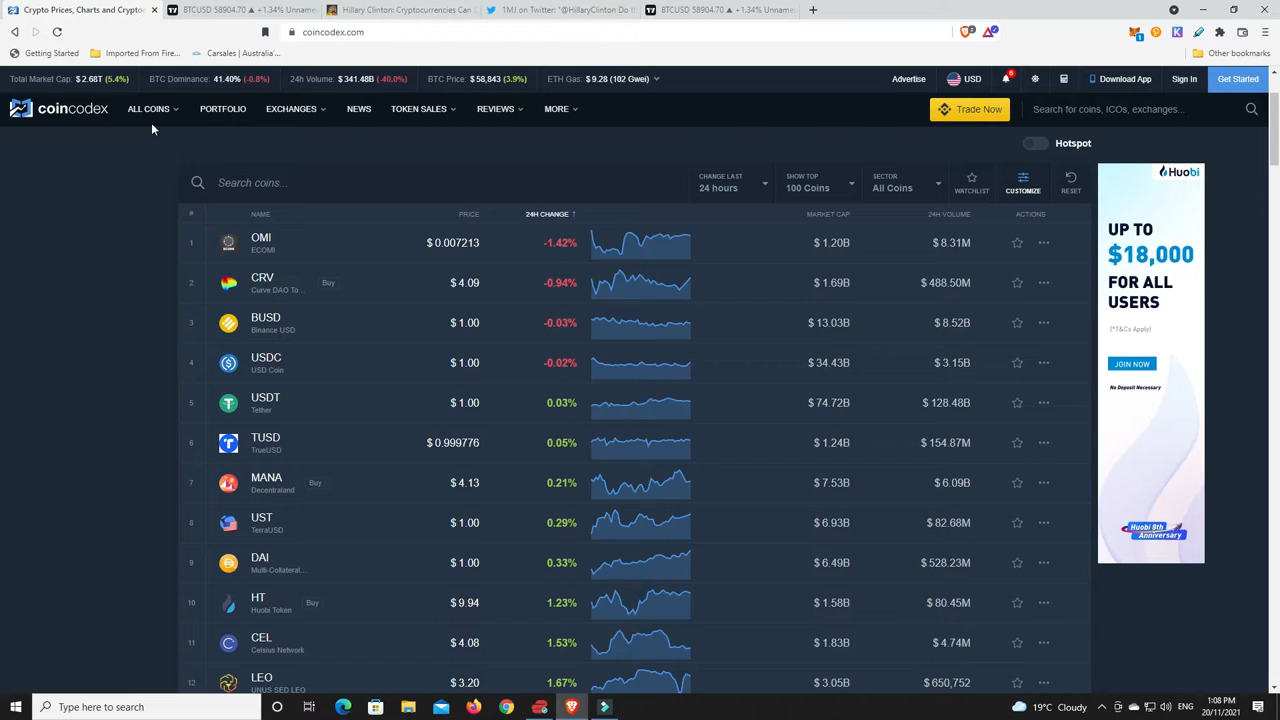 Crypto Prices, Charts and Crypto
BTCUSD 58904.70 ▲ +1.34% Unname
Hillary Clinton: Cryptocurrencies Can
1MJ on Twitter: "@HillaryClinton Do th
BTCUSD 58904.70 ▲ +1.34% Unname
coincodex.com
Getting Started
Imported From Fire...
Carsales | Australia'...
Other bookmarks
Total Market Cap: $ 2.68T (5.4%)
BTC Dominance: 41.40% (-0.8%)
24h Volume: $ 341.48B (-40.0%)
BTC Price: $ 58,843 (3.9%)
ETH Gas: $ 9.28 (102 Gwei)
Advertise
USD
6
Download App
Sign In
Get Started
coincodex
ALL COINS
PORTFOLIO
EXCHANGES
NEWS
TOKEN SALES
REVIEWS
MORE
Trade Now
Search for coins, ICOs, exchanges...
Hotspot
Search coins...
CHANGE LAST
24 hours
SHOW TOP
100 Coins
SECTOR
All Coins
WATCHLIST
CUSTOMIZE
RESET
# NAME PRICE 24H CHANGE ↑ MARKET CAP 24H VOLUME ACTIONS
1 OMI $ 0.007213 -1.42% $ 1.20B $ 8.31M
ECOMI
2 CRV Buy $ 4.09 -0.94% $ 1.69B $ 488.50M
Curve DAO To...
3 BUSD $ 1.00 -0.03% $ 13.03B $ 8.52B
Binance USD
4 USDC $ 1.00 -0.02% $ 34.43B $ 3.15B
USD Coin
5 USDT $ 1.00 0.03% $ 74.72B $ 128.48B
Tether
6 TUSD $ 0.999776 0.05% $ 1.24B $ 154.87M
TrueUSD
7 MANA Buy $ 4.13 0.21% $ 7.53B $ 6.09B
Decentraland
8 UST $ 1.00 0.29% $ 6.93B $ 82.68M
TerraUSD
9 DAI $ 1.00 0.33% $ 6.49B $ 528.23M
Multi-Collateral...
10 HT Buy $ 9.94 1.23% $ 1.58B $ 80.45M
Huobi Token
11 CEL $ 4.08 1.53% $ 1.83B $ 4.74M
Celsius Network
12 LEO $ 3.20 1.67% $ 3.05B $ 650,752
UNUS SED LEO
Huobi
UP TO
$18,000
FOR ALL
USERS
(*T&Cs Apply)
JOIN NOW
No Deposit Necessary
Huobi 8th
Anniversary
Type here to search
19°C Cloudy
ENG
1:08 PM
20/11/2021